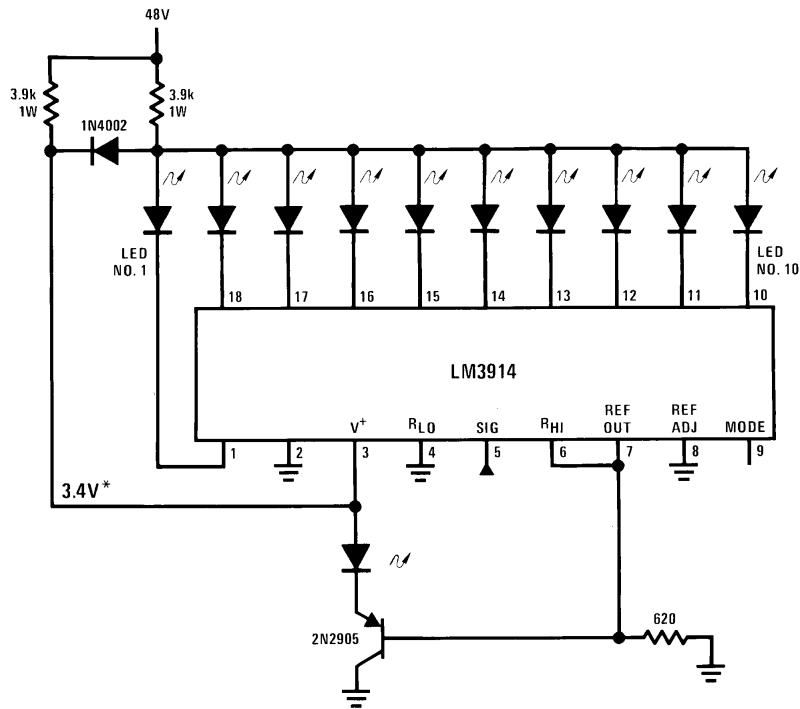 48V
3.9k
1W
3.9k
1W
1N4002
LED
NO. 1
LED
NO. 10
18
17
16
15
14
13
12
11
10
LM3914
V+
RLO
SIG
RHI
REF
OUT
REF
ADJ
MODE
1
2
3
4
5
6
7
8
9
3.4V*
2N2905
620